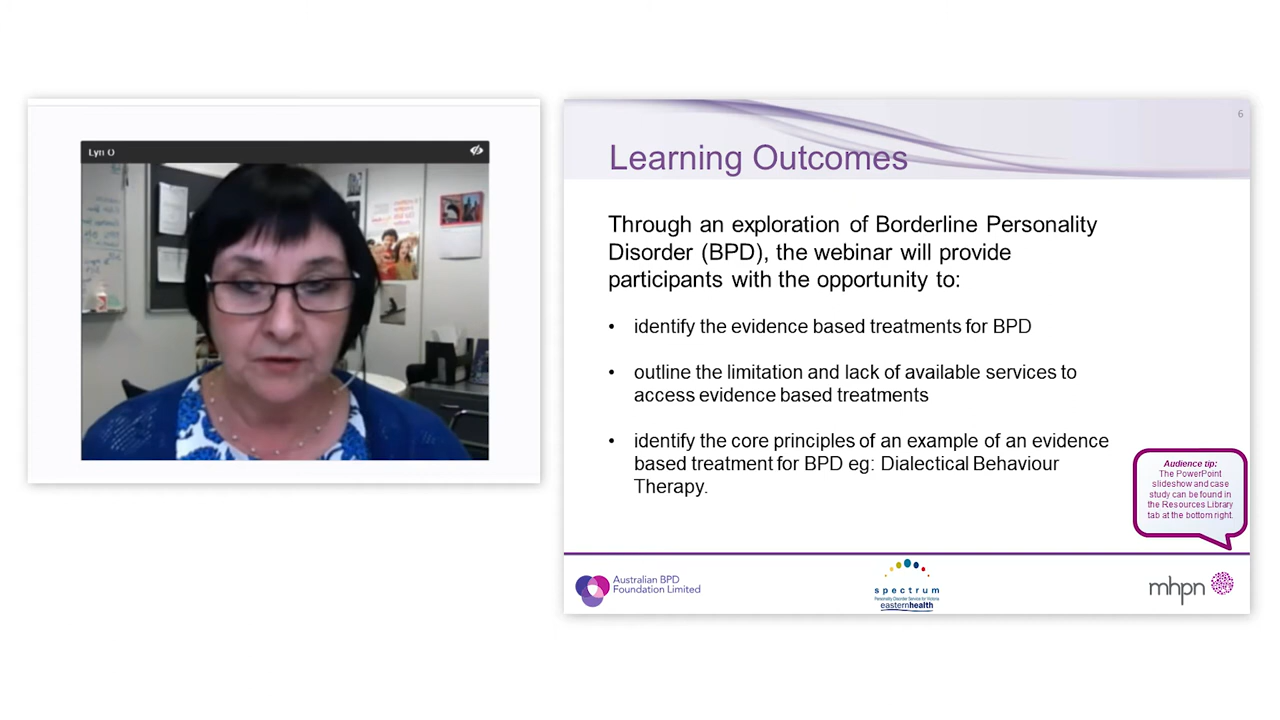 Lyn O
6
Learning Outcomes
Through an exploration of Borderline Personality
Disorder (BPD), the webinar will provide
participants with the opportunity to:
• identify the evidence based treatments for BPD
• outline the limitation and lack of available services to
access evidence based treatments
• identify the core principles of an example of an evidence
based treatment for BPD eg: Dialectical Behaviour
Therapy.
Audience tip:
The PowerPoint
slideshow and case
study can be found in
the Resources Library
tab at the bottom right.
Australian BPD
Foundation Limited
spectrum
Personality Disorder Service for Victoria
easternhealth
mhpn